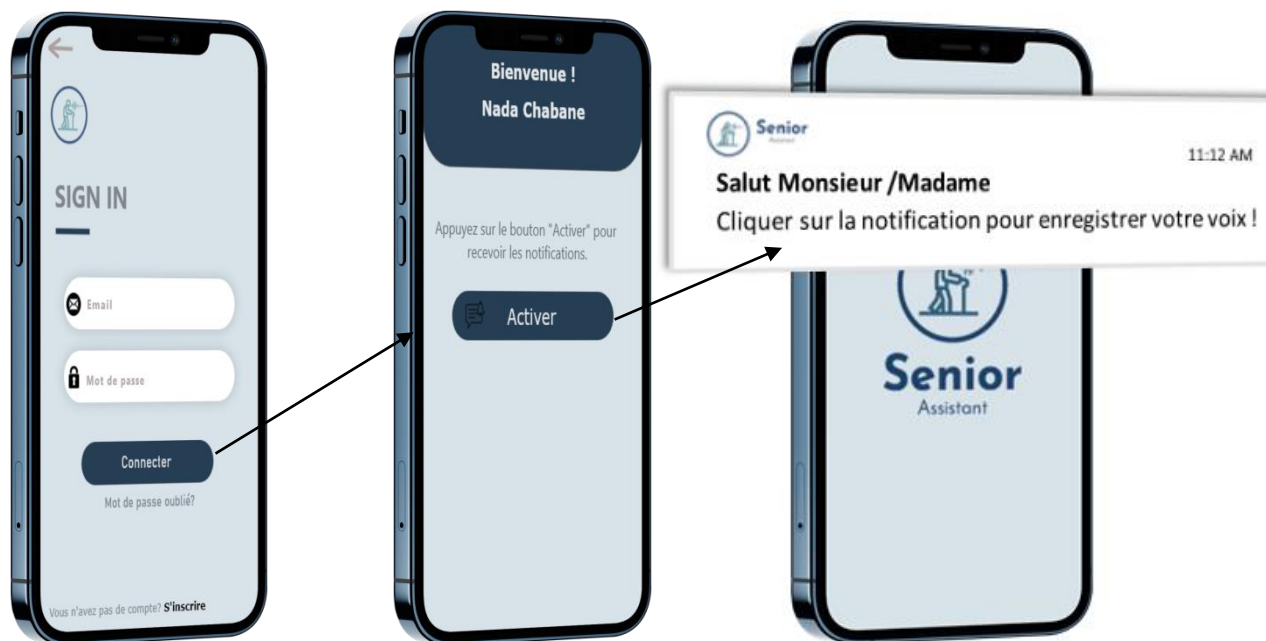 SIGN IN
Email
Mot de passe
Connecter
Mot de passe oublié?
Vous n'avez pas de compte? S'inscrire
Bienvenue !
Nada Chabane
Appuyez sur le bouton "Activer" pour
recevoir les notifications.
Activer
Senior
Assistant
11:12 AM
Salut Monsieur /Madame
Cliquer sur la notification pour enregistrer votre voix !
Senior
Assistant